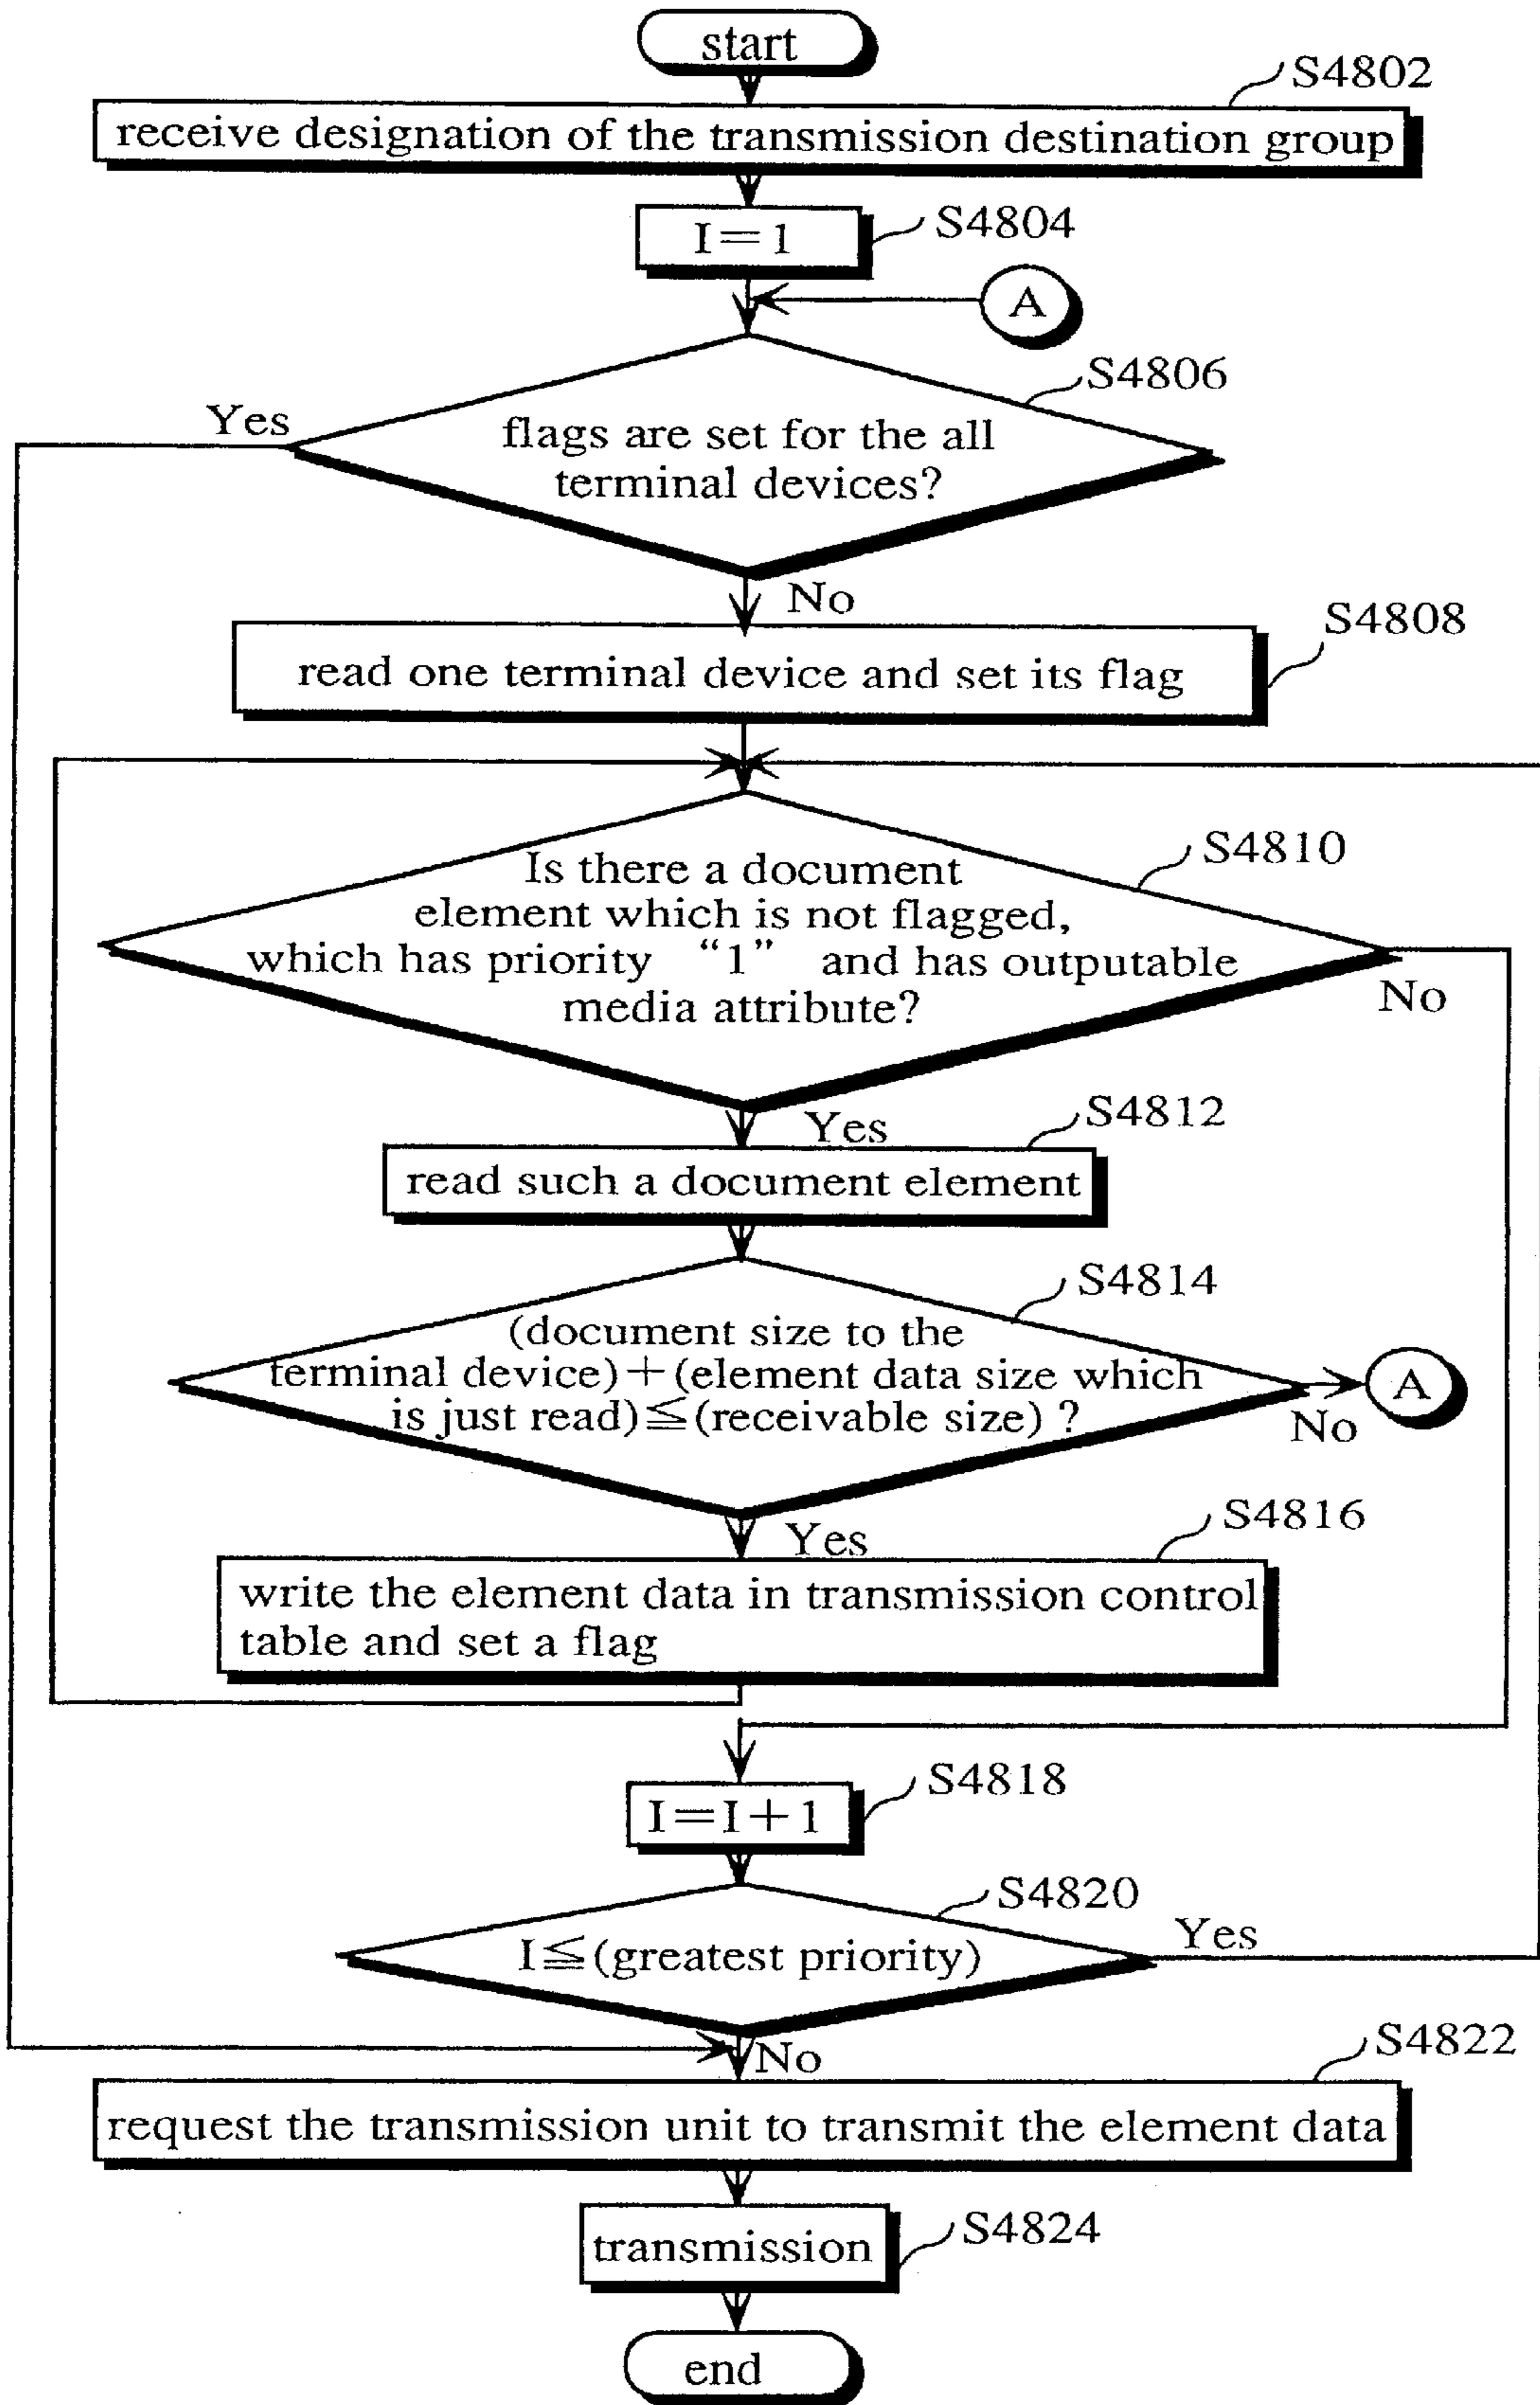 start
S4802
receive designation of the transmission destination group
I=1
S4804
A
S4806
Yes
flags are set for the all
terminal devices?
No
S4808
read one terminal device and set its flag
S4810
Is there a document
element which is not flagged,
which has priority “1” and has outputable
media attribute?
No
Yes
S4812
read such a document element
S4814
(document size to the
terminal device)+(element data size which
is just read)≦(receivable size) ?
A
No
Yes
S4816
write the element data in transmission control
table and set a flag
S4818
I=I+1
S4820
I≦(greatest priority)
Yes
No
S4822
request the transmission unit to transmit the element data
transmission
S4824
end